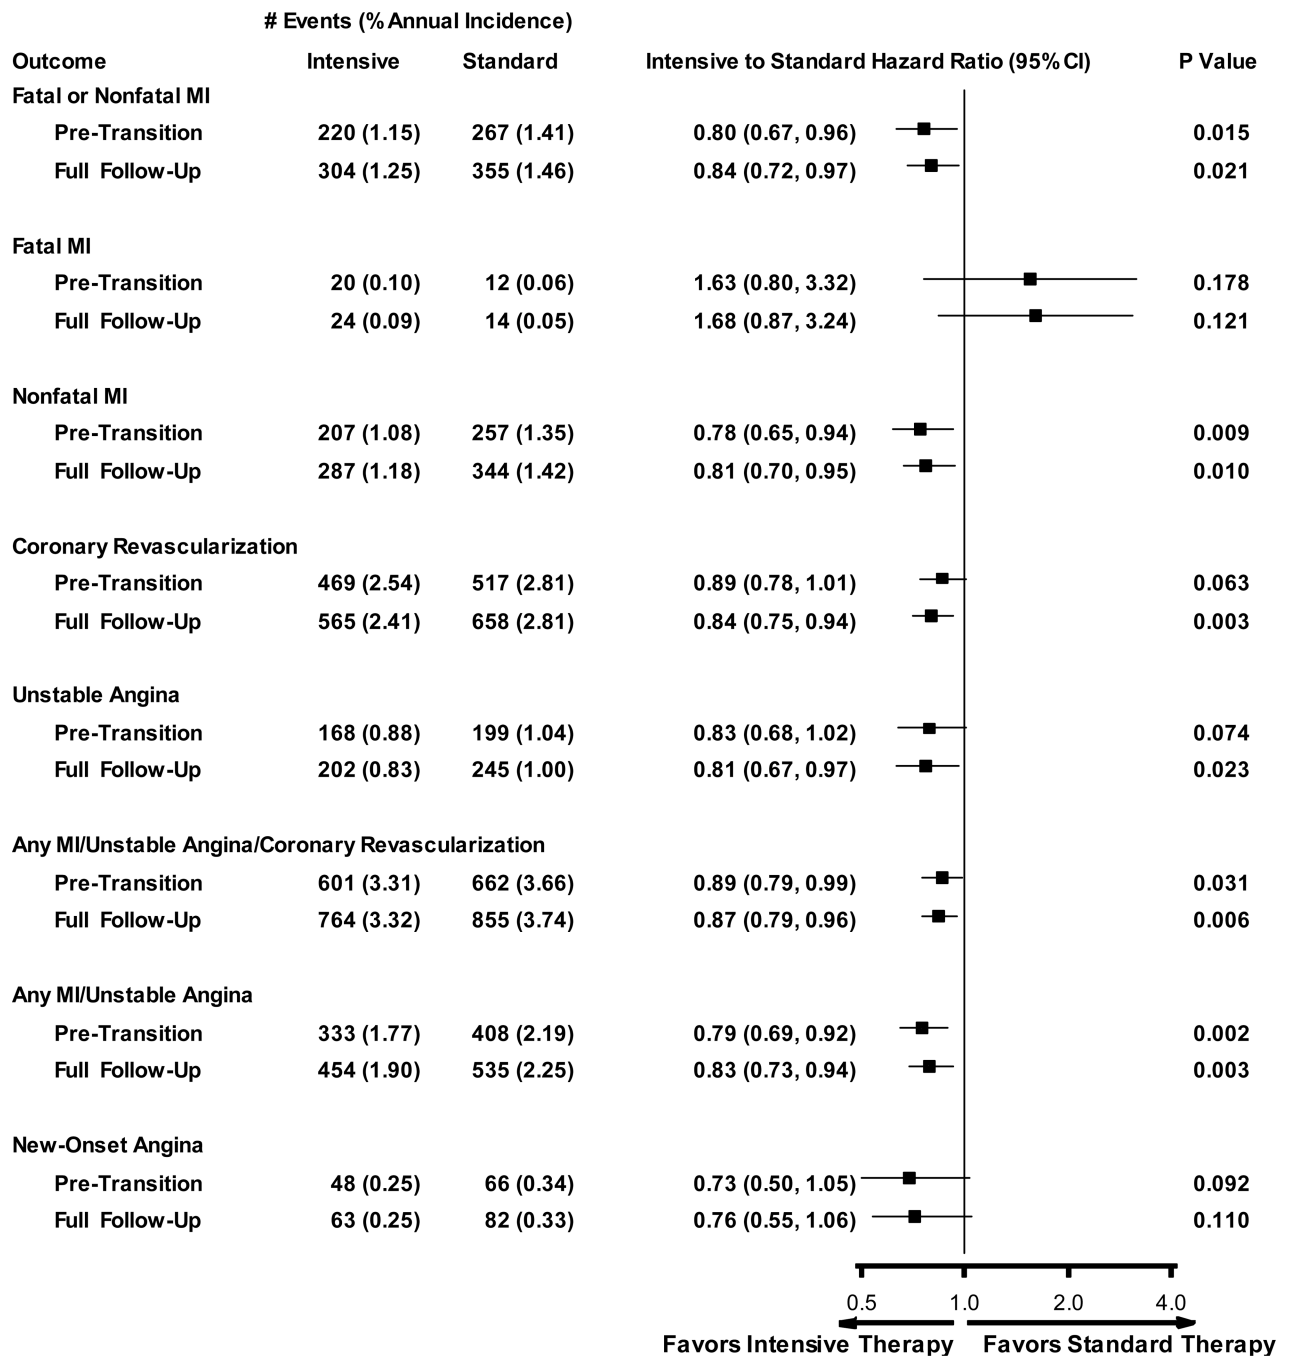 # Events (% Annual Incidence)
Outcome Intensive Standard Intensive to Standard Hazard Ratio (95% CI) P Value
Fatal or Nonfatal MI
Pre-Transition 220 (1.15) 267 (1.41) 0.80 (0.67, 0.96) 0.015
Full Follow-Up 304 (1.25) 355 (1.46) 0.84 (0.72, 0.97) 0.021
Fatal MI
Pre-Transition 20 (0.10) 12 (0.06) 1.63 (0.80, 3.32) 0.178
Full Follow-Up 24 (0.09) 14 (0.05) 1.68 (0.87, 3.24) 0.121
Nonfatal MI
Pre-Transition 207 (1.08) 257 (1.35) 0.78 (0.65, 0.94) 0.009
Full Follow-Up 287 (1.18) 344 (1.42) 0.81 (0.70, 0.95) 0.010
Coronary Revascularization
Pre-Transition 469 (2.54) 517 (2.81) 0.89 (0.78, 1.01) 0.063
Full Follow-Up 565 (2.41) 658 (2.81) 0.84 (0.75, 0.94) 0.003
Unstable Angina
Pre-Transition 168 (0.88) 199 (1.04) 0.83 (0.68, 1.02) 0.074
Full Follow-Up 202 (0.83) 245 (1.00) 0.81 (0.67, 0.97) 0.023
Any MI/Unstable Angina/Coronary Revascularization
Pre-Transition 601 (3.31) 662 (3.66) 0.89 (0.79, 0.99) 0.031
Full Follow-Up 764 (3.32) 855 (3.74) 0.87 (0.79, 0.96) 0.006
Any MI/Unstable Angina
Pre-Transition 333 (1.77) 408 (2.19) 0.79 (0.69, 0.92) 0.002
Full Follow-Up 454 (1.90) 535 (2.25) 0.83 (0.73, 0.94) 0.003
New-Onset Angina
Pre-Transition 48 (0.25) 66 (0.34) 0.73 (0.50, 1.05) 0.092
Full Follow-Up 63 (0.25) 82 (0.33) 0.76 (0.55, 1.06) 0.110
0.5 1.0 2.0 4.0
Favors Intensive Therapy Favors Standard Therapy